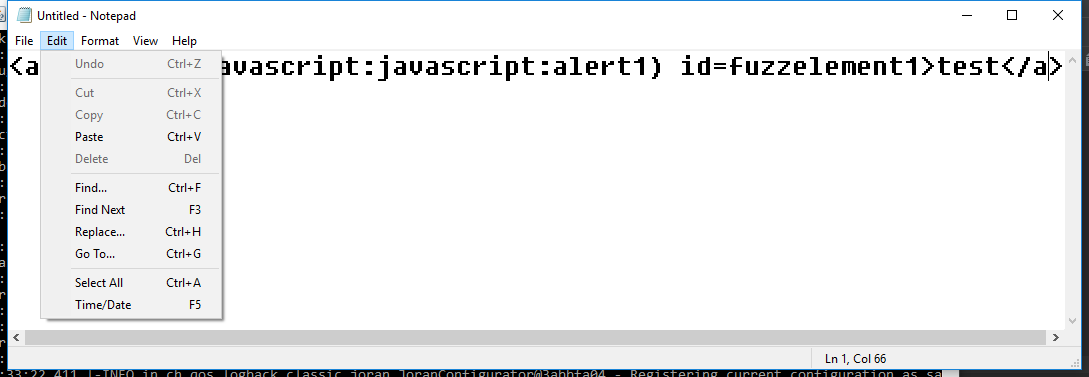 Untitled - Notepad
File Edit Format View Help
<a avascript:javascript:alert1) id=fuzzelement1>test</a>
Undo Ctrl+Z
Cut Ctrl+X
Copy Ctrl+C
Paste Ctrl+V
Delete Del
Find... Ctrl+F
Find Next F3
Replace... Ctrl+H
Go To... Ctrl+G
Select All Ctrl+A
Time/Date F5
Ln 1, Col 66
:33:22,411 |-INFO in ch.qos.logback.classic.joran.JoranConfigurator@3abbfa04 - Registering current configuration as sa